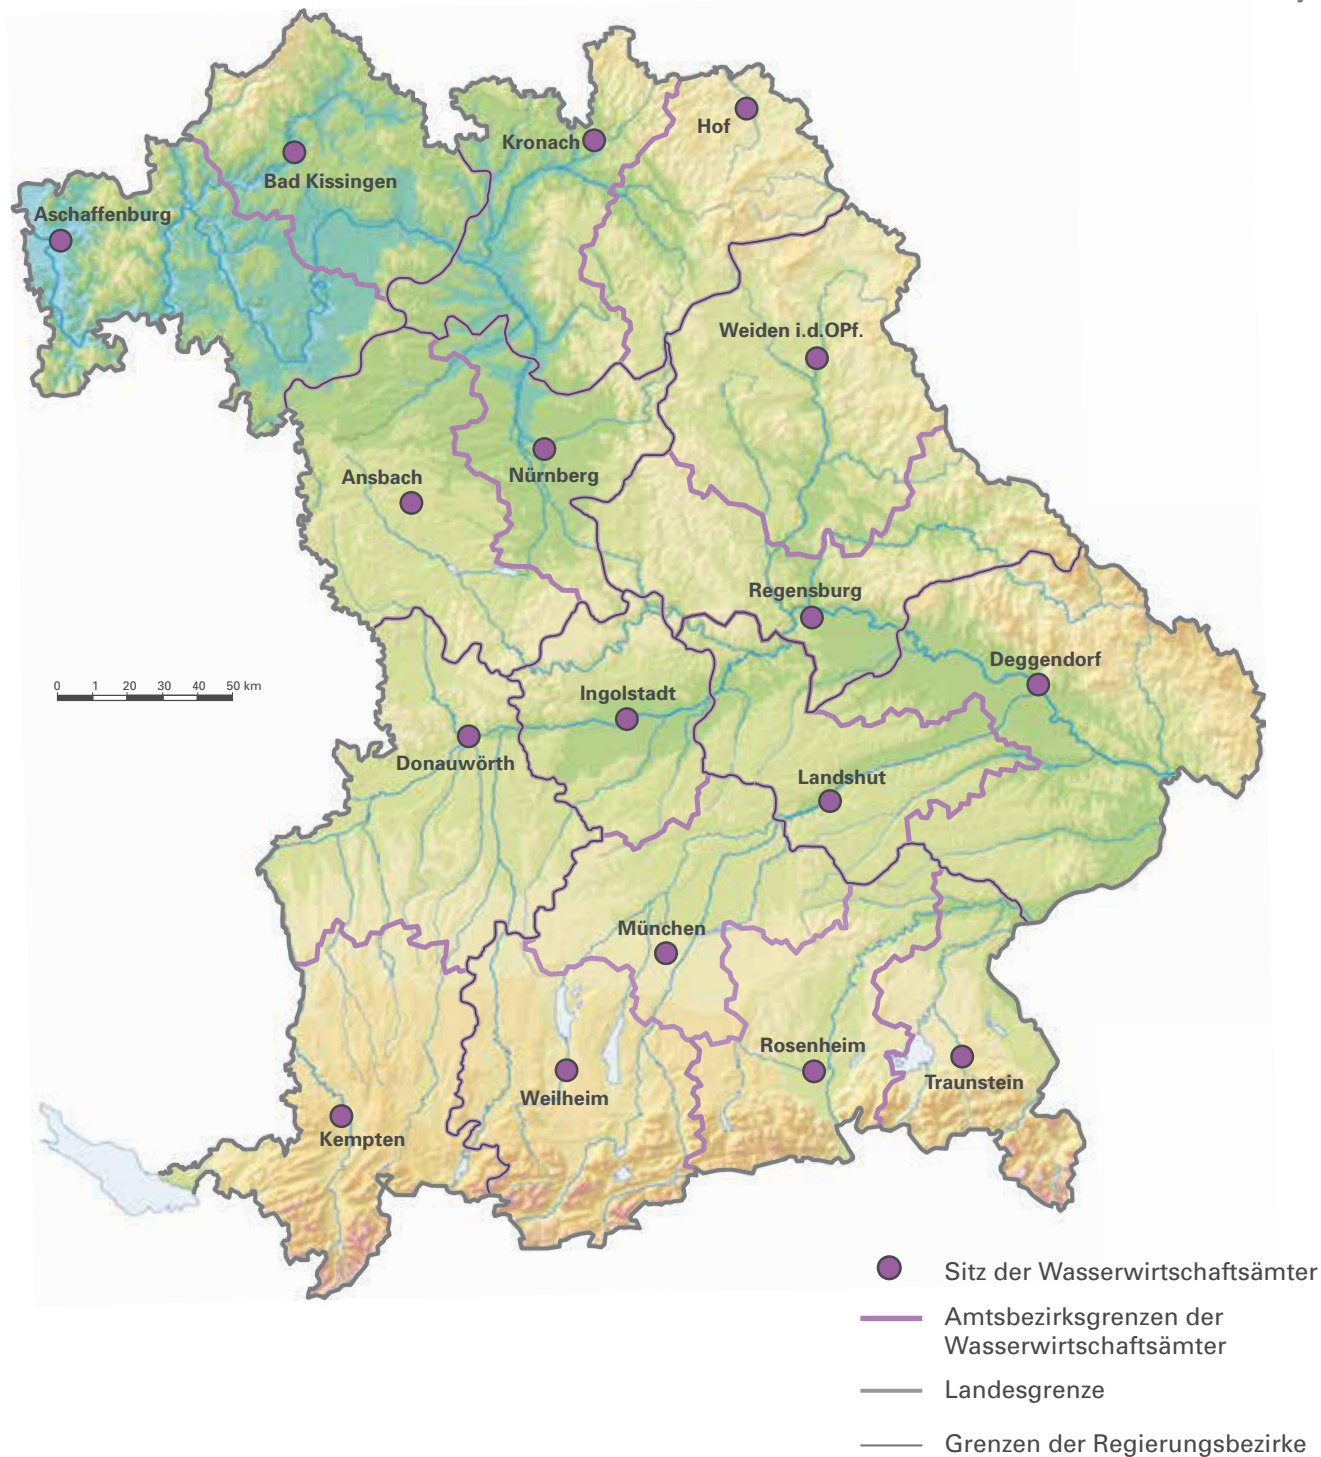 Hof
Kronach
Bad Kissingen
Aschaffenburg
Weiden i.d.OPf.
Ansbach
Nürnberg
Regensburg
Deggendorf
0 1 20 30 40 50 km
Ingolstadt
Donauwörth
Landshut
München
Rosenheim
Traunstein
Weilheim
Kempten
Sitz der Wasserwirtschaftsämter
Amtsbezirksgrenzen der
Wasserwirtschaftsämter
Landesgrenze
Grenzen der Regierungsbezirke